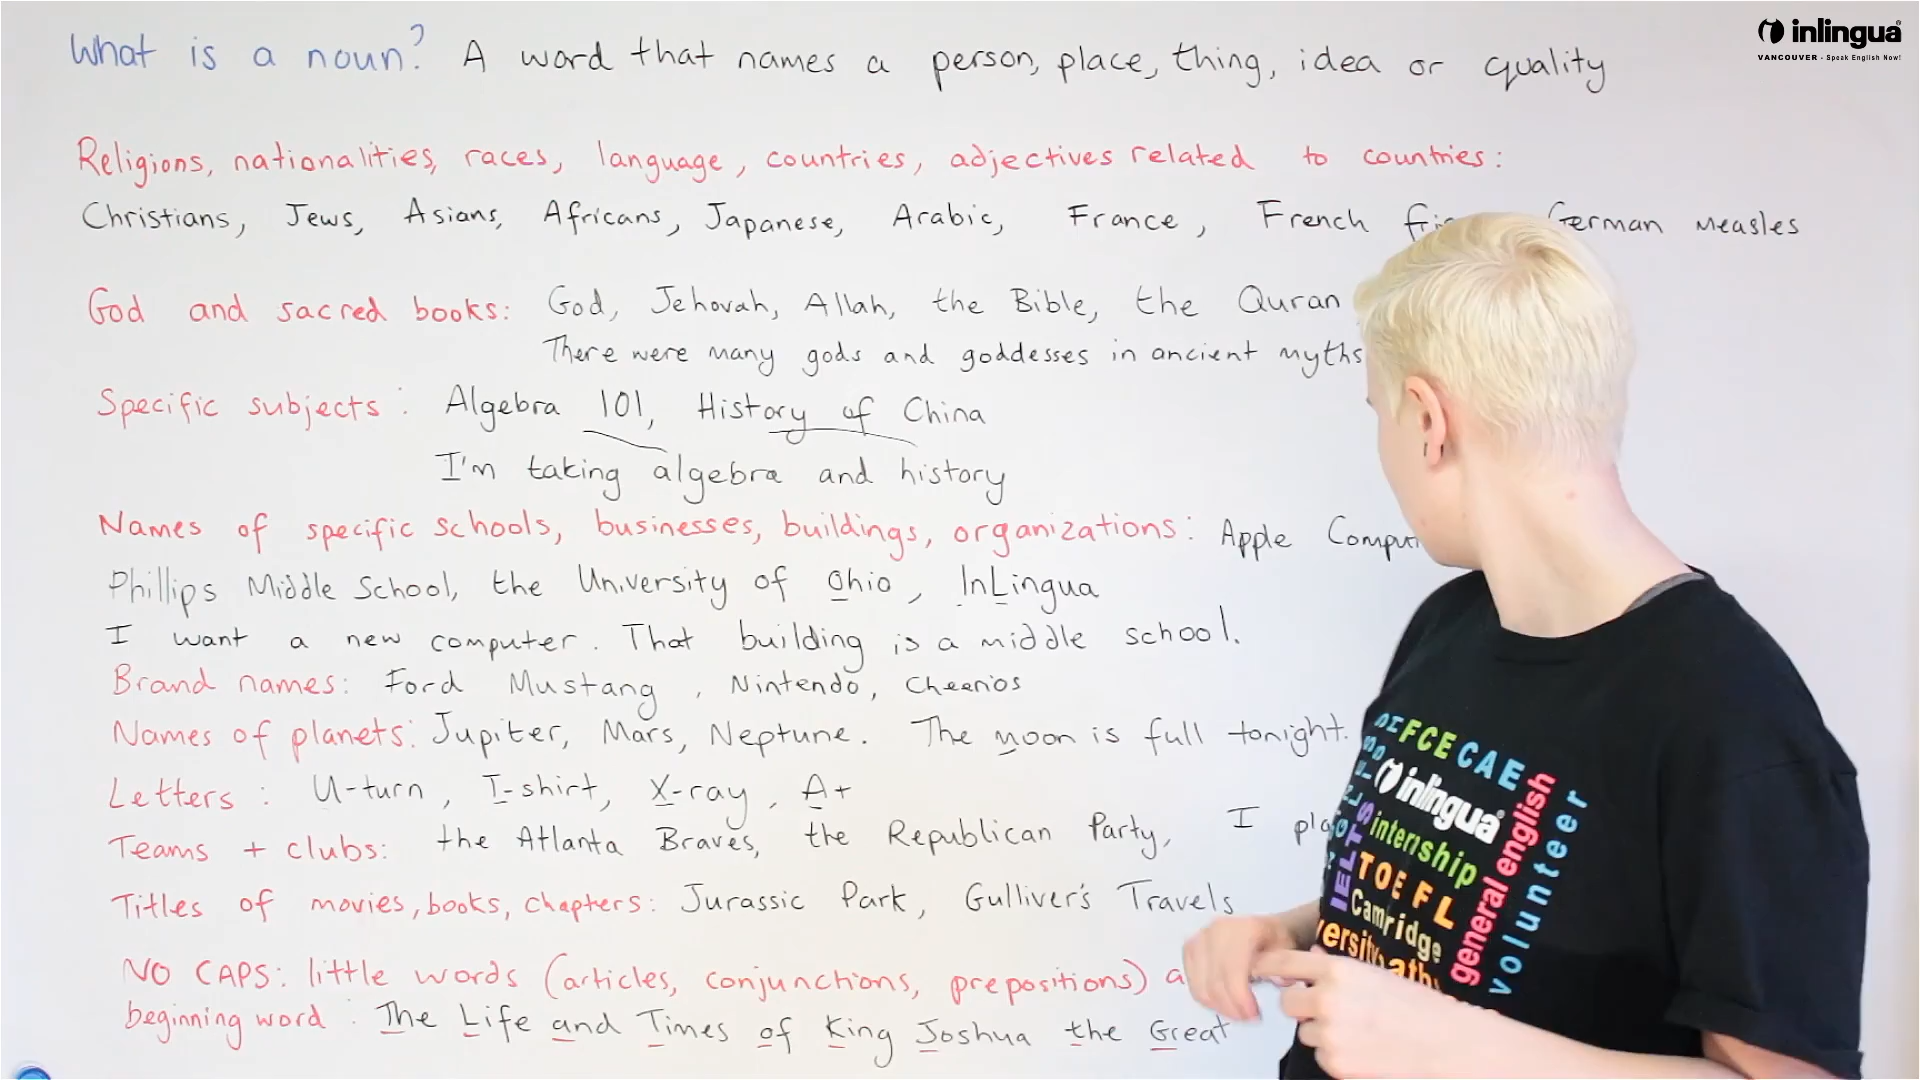 What is a noun? A word that names a person, place, thing, idea or quality
inlingua
VANCOUVER - Speak English Now!
Religions, nationalities, races, language, countries, adjectives related to countries:
Christians, Jews, Asians, Africans, Japanese, Arabic, France, French German Measles
God and sacred books: God, Jehovah, Allah, the Bible, the Quran
There were many gods and goddesses in ancient myths
Specific subjects: Algebra 101, History of China
I'm taking algebra and history
Names of specific schools, businesses, buildings, organizations: Apple
Phillips Middle School, the University of Ohio, InLingua
I want a new computer. That building is a middle school.
Brand names: Ford Mustang, Nintendo, Cheerios
Names of planets: Jupiter, Mars, Neptune. The moon is full tonight.
Letters: U-turn, T-shirt, X-ray, A+
Teams + clubs: the Atlanta Braves, the Republican Party, I
Titles of movies, books, chapters: Jurassic Park, Gulliver's Travels
NO CAPS: little words (articles, conjunctions, prepositions)
beginning word: The Life and Times of King Joshua the Great
FCE CAE
inlingua
internship
IELTS
TOEFL
Camridge
general english
volunteer